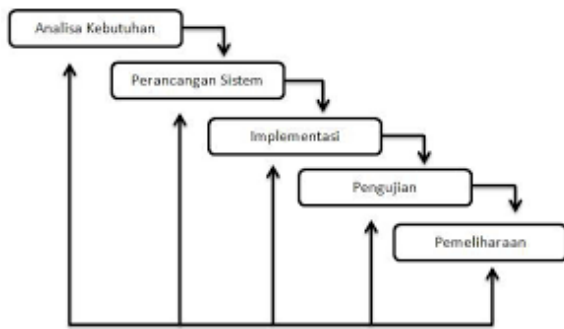 Analisa Kebutuhan
Perancangan Sistem
Implementasi
Pengujian
Pemeliharaan